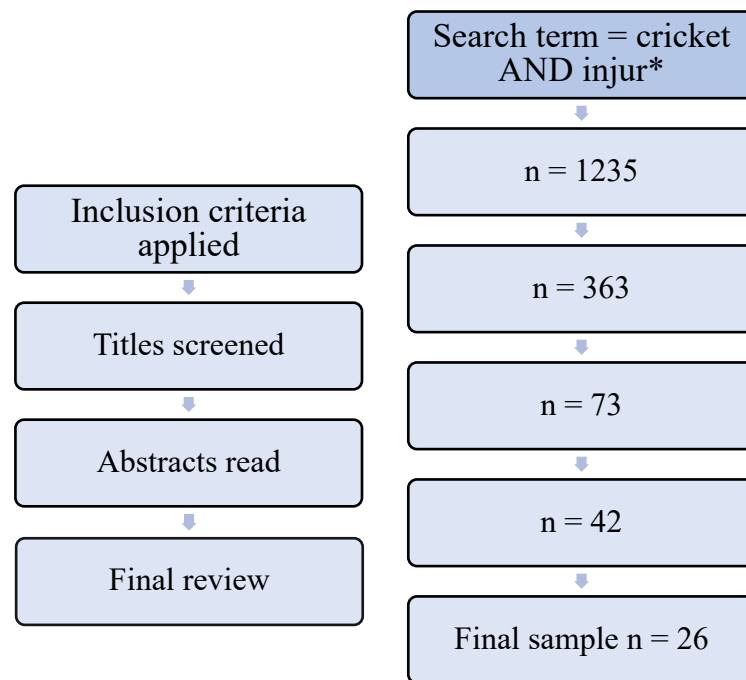 Search term = cricket
AND injur*
n = 1235
Inclusion criteria
applied
n = 363
Titles screened
n = 73
Abstracts read
n = 42
Final review
Final sample n = 26